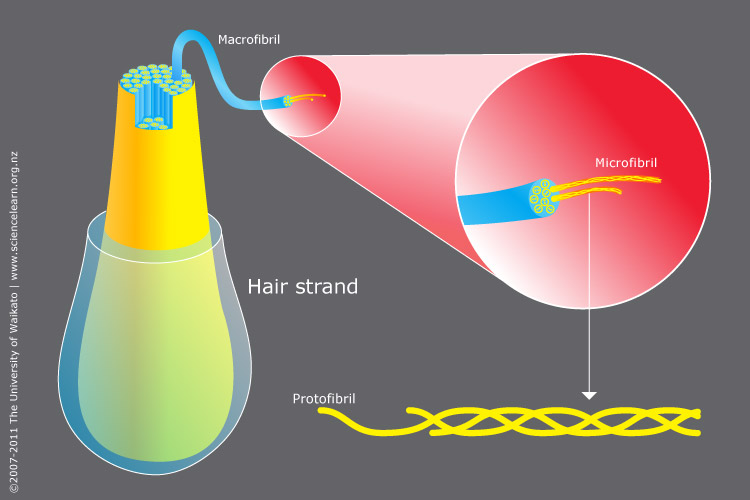 Macrofibril
Microfibril
Hair strand
Protofibril
©2007-2011 The University of Waikato | www.sciencelearn.org.nz